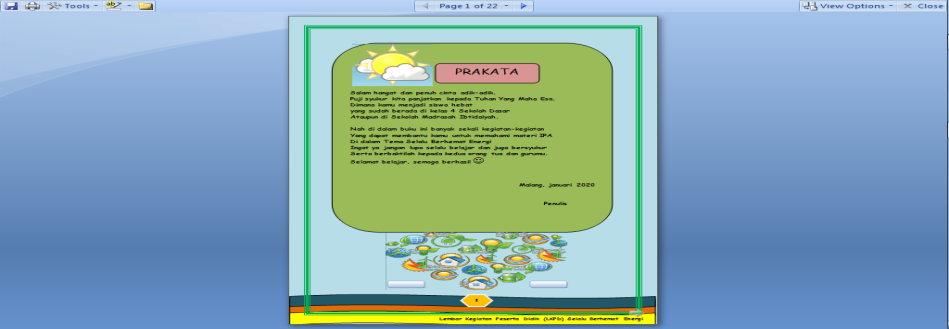 Tools
Page 1 of 22
View Options
Close
PRAKATA
Salam hangat dan penuh cinta adik-adik.
Puji syukur kita panjatkan kepada Tuhan Yang Maha Esa.
Dimana kamu menjadi siswa hebat
yang sudah berada di kelas 4 Sekolah Dasar
Ataupun di Sekolah Madrasah Ibtidaiyah.
Nah di dalam buku ini banyak sekali kegiatan-kegiatan
Yang dapat membantu kamu untuk memahami materi IPA
Di dalam Tema Selalu Berhemat Energi
Ingat ya jangan lupa selalu belajar dan juga bersyukur
Serta berbaktilah kepada kedua orang tua dan gurumu.
Selamat belajar, semoga berhasil
Malang, januari 2020
Penulis
Lembar Kegiatan Peserta Didik (LKPD) Selalu Berhemat Energi